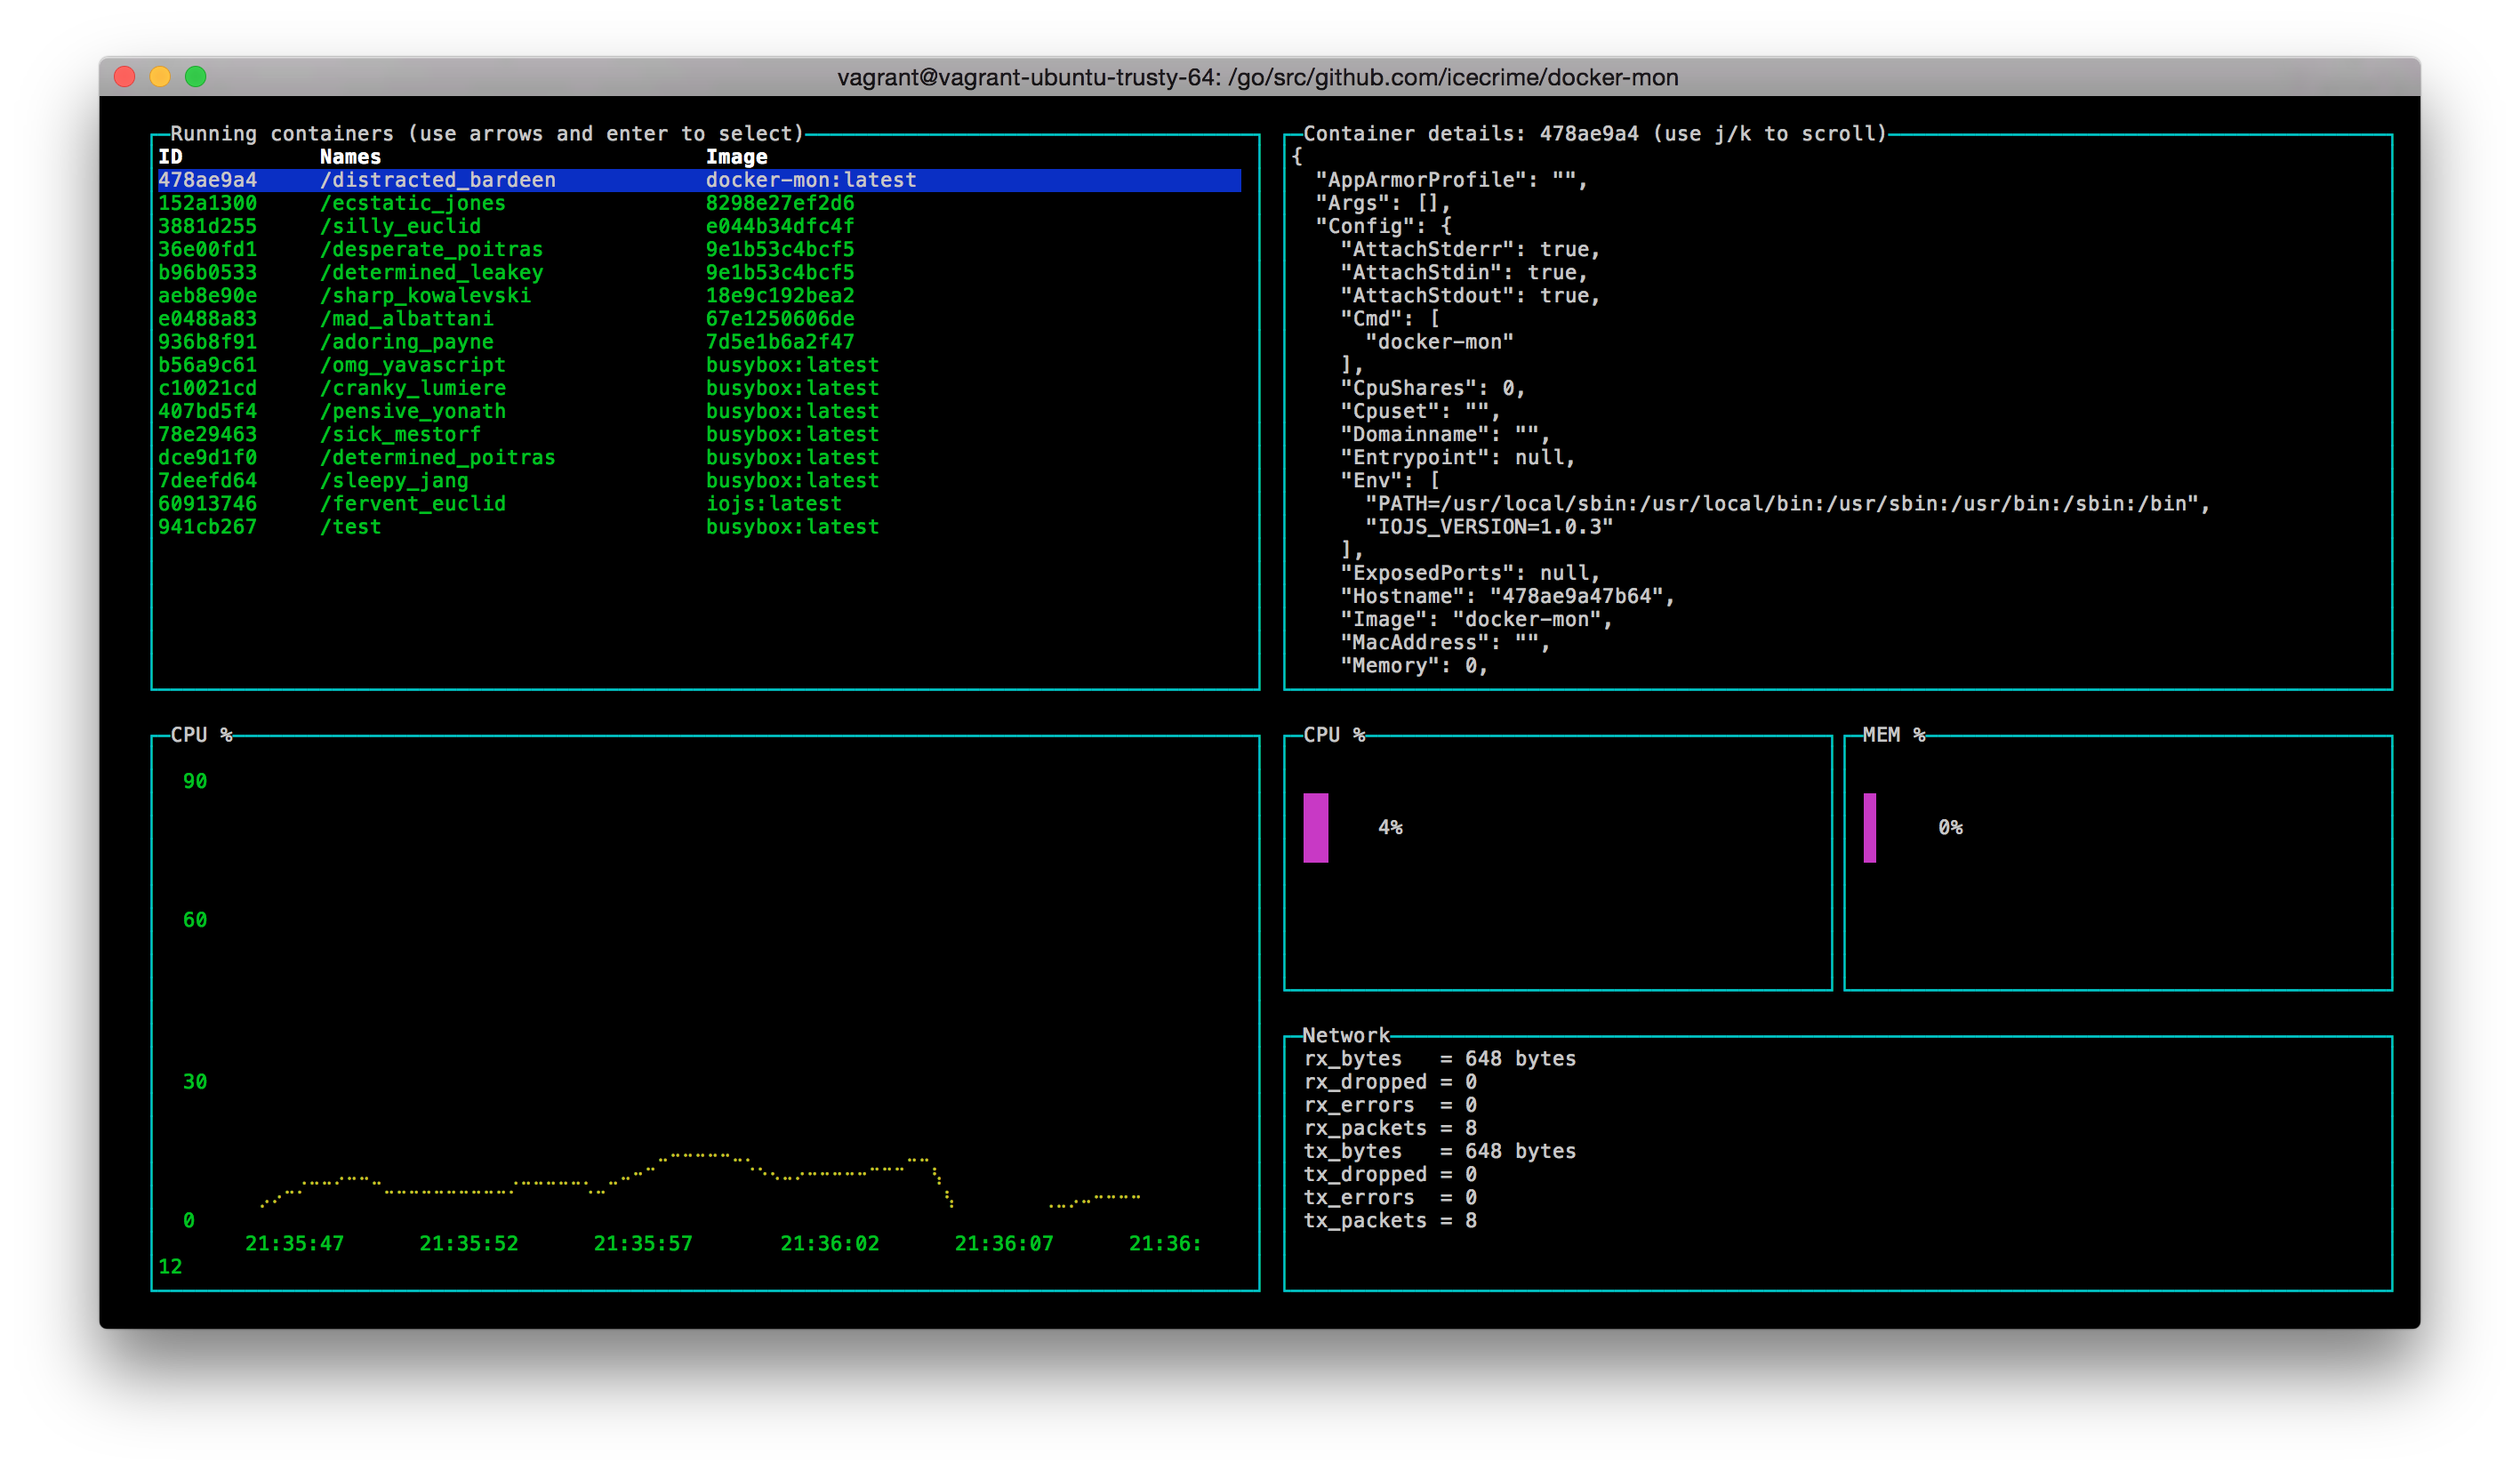 vagrant@vagrant-ubuntu-trusty-64: /go/src/github.com/icecrime/docker-mon
Running containers (use arrows and enter to select)
ID Names Image
478ae9a4 /distracted_bardeen docker-mon:latest
152a1300 /ecstatic_jones 8298e27ef2d6
3881d255 /silly_euclid e044b34dfc4f
36e00fd1 /desperate_poitras 9e1b53c4bcf5
b96b0533 /determined_leakey 9e1b53c4bcf5
aeb8e90e /sharp_kowalevski 18e9c192bea2
e0488a83 /mad_albattani 67e1250606de
936b8f91 /adoring_payne 7d5e1b6a2f47
b56a9c61 /omg_yavascript busybox:latest
c10021cd /cranky_lumiere busybox:latest
407bd5f4 /pensive_yonath busybox:latest
78e29463 /sick_mestorf busybox:latest
dce9d1f0 /determined_poitras busybox:latest
7deefd64 /sleepy_jang busybox:latest
60913746 /fervent_euclid iojs:latest
941cb267 /test busybox:latest
Container details: 478ae9a4 (use j/k to scroll)
{
"AppArmorProfile": "",
"Args": [],
"Config": {
"AttachStderr": true,
"AttachStdin": true,
"AttachStdout": true,
"Cmd": [
"docker-mon"
],
"CpuShares": 0,
"Cpuset": "",
"Domainname": "",
"Entrypoint": null,
"Env": [
"PATH=/usr/local/sbin:/usr/local/bin:/usr/sbin:/usr/bin:/sbin:/bin",
"IOJS_VERSION=1.0.3"
],
"ExposedPorts": null,
"Hostname": "478ae9a47b64",
"Image": "docker-mon",
"MacAddress": "",
"Memory": 0,
CPU %
90
60
30
0
21:35:47 21:35:52 21:35:57 21:36:02 21:36:07 21:36:
12
CPU %
4%
MEM %
0%
Network
rx_bytes = 648 bytes
rx_dropped = 0
rx_errors = 0
rx_packets = 8
tx_bytes = 648 bytes
tx_dropped = 0
tx_errors = 0
tx_packets = 8